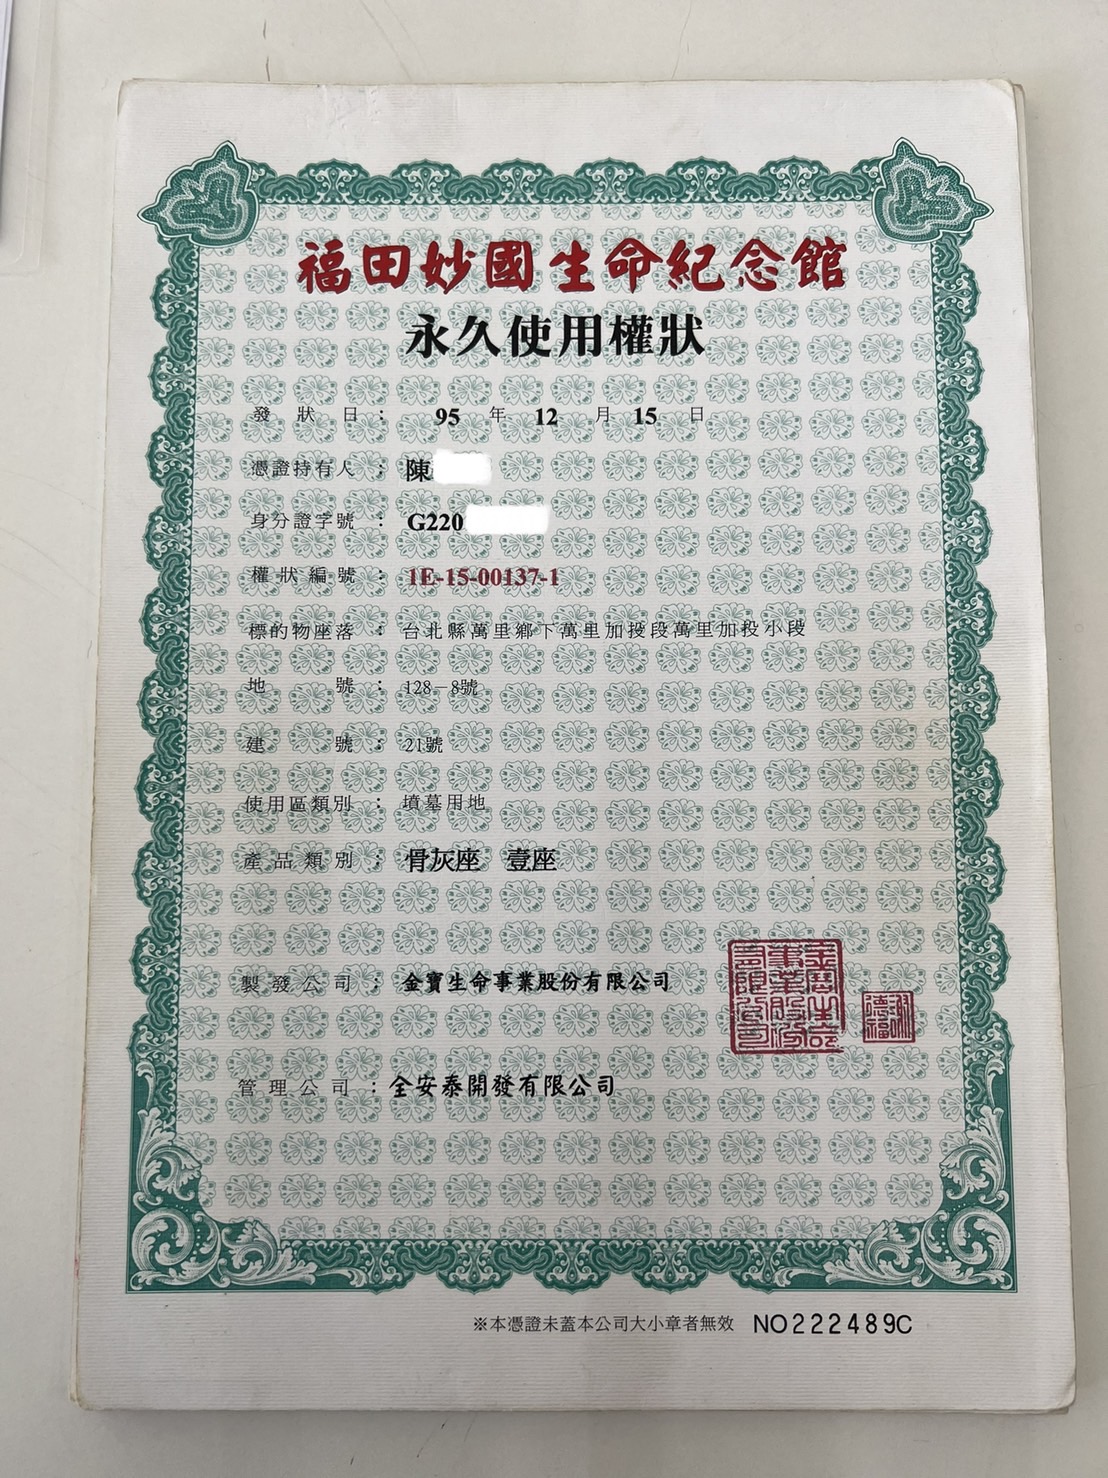 福田妙國生命紀念館
永久使用權狀
發狀日： 95 年 12 月 15 日
憑證持有人：陳
身分證字號：G220
權狀編號：1E-15-00137-1
標的物座落：台北縣萬里鄉下萬里加投段萬里加投小段
地號：128－8號
建號：21號
使用區類別：墳墓用地
產品類別：骨灰座 壹座
製發公司：金寶生命事業股份有限公司
管理公司：全安泰開發有限公司
※本憑證未蓋本公司大小章者無效 NO222489C